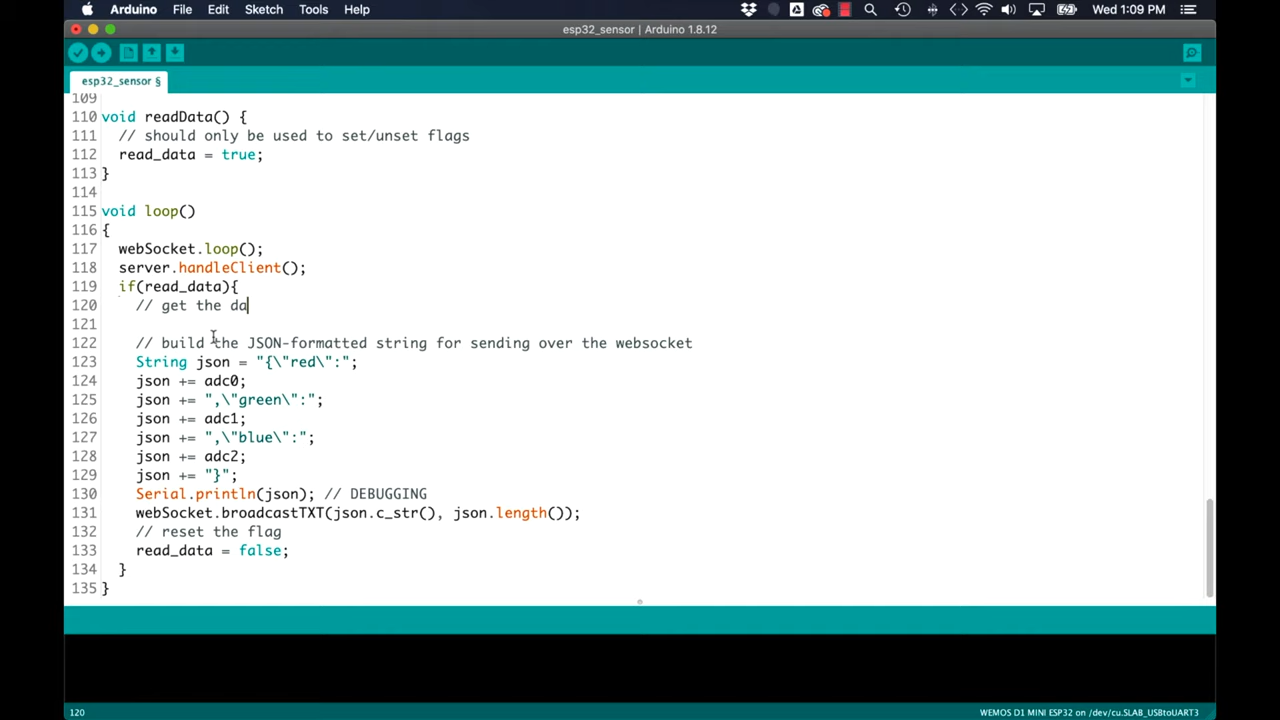 Arduino File Edit Sketch Tools Help Wed 1:09 PM
esp32_sensor | Arduino 1.8.12
esp32_sensor §
109
110 void readData() {
111 // should only be used to set/unset flags
112 read_data = true;
113 }
114
115 void loop()
116 {
117 webSocket.loop();
118 server.handleClient();
119 if(read_data){
120 // get the da
121
122 // build the JSON-formatted string for sending over the websocket
123 String json = "{\"red\":";
124 json += adc0;
125 json += ",\"green\":";
126 json += adc1;
127 json += ",\"blue\":";
128 json += adc2;
129 json += "}";
130 Serial.println(json); // DEBUGGING
131 webSocket.broadcastTXT(json.c_str(), json.length());
132 // reset the flag
133 read_data = false;
134 }
135 }
120 WEMOS D1 MINI ESP32 on /dev/cu.SLAB_USBtoUART3